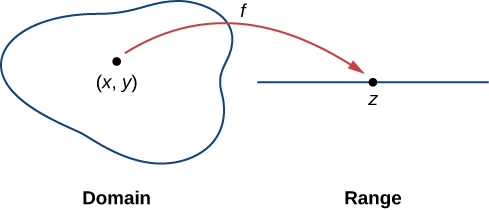 f
(x, y)
z
Domain
Range